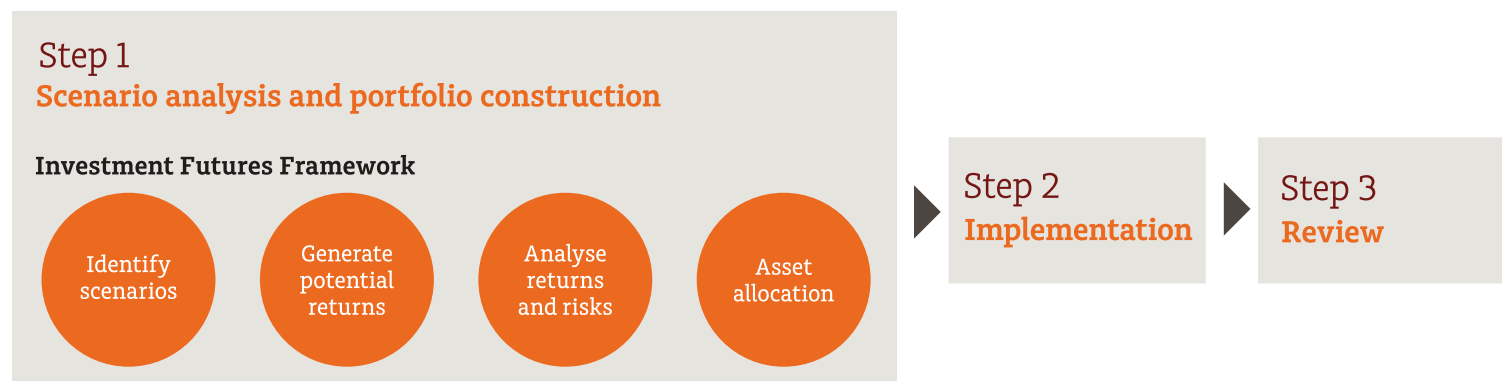 Step 1
Scenario analysis and portfolio construction
Investment Futures Framework
Identify
scenarios
Generate
potential
returns
Analyse
returns
and risks
Asset
allocation
Step 2
Implementation
Step 3
Review